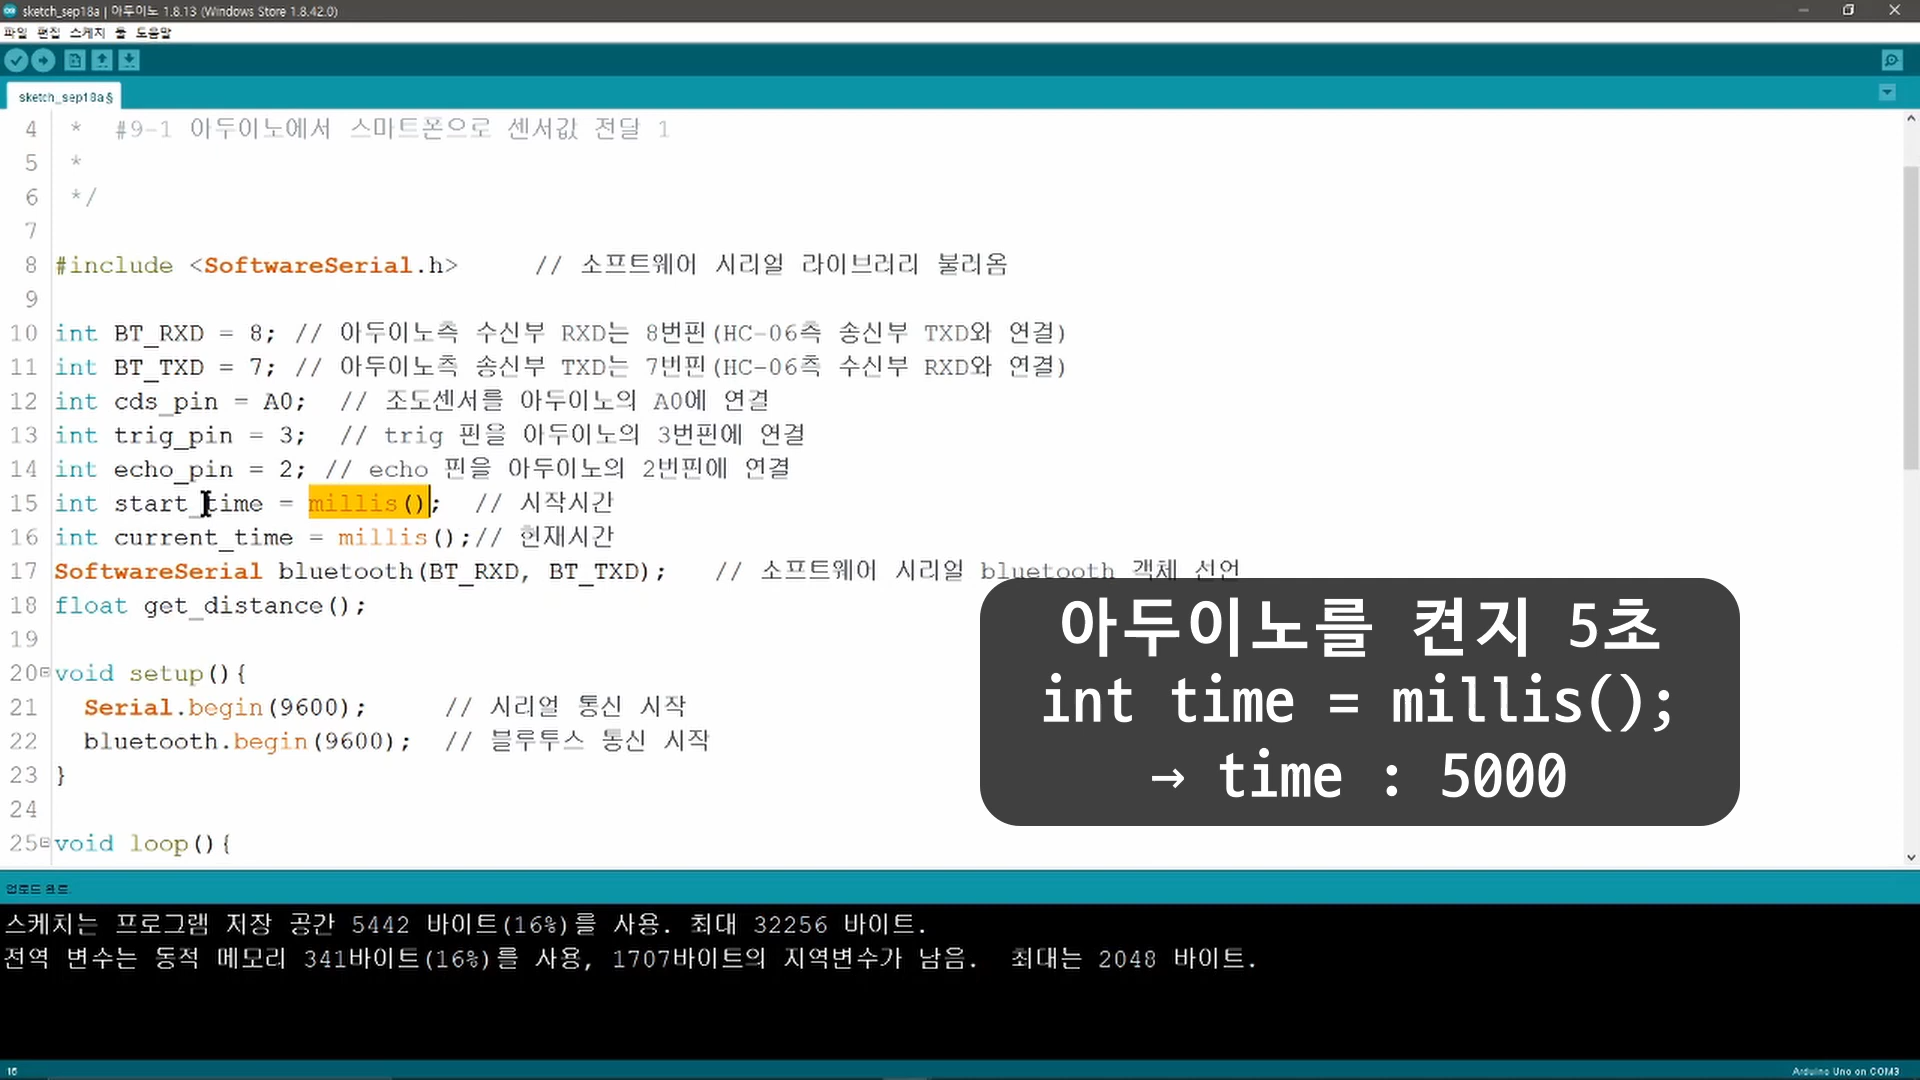 sketch_sep18a | 아두이노 1.8.13 (Windows Store 1.8.42.0)
파일 편집 스케치 툴 도움말
sketch_sep18a§
4 * #9-1 아두이노에서 스마트폰으로 센서값 전달 1
5 *
6 */
7
8 #include <SoftwareSerial.h> // 소프트웨어 시리얼 라이브러리 불러옴
9
10 int BT_RXD = 8; // 아두이노측 수신부 RXD는 8번핀(HC-06측 송신부 TXD와 연결)
11 int BT_TXD = 7; // 아두이노측 송신부 TXD는 7번핀(HC-06측 수신부 RXD와 연결)
12 int cds_pin = A0; // 조도센서를 아두이노의 A0에 연결
13 int trig_pin = 3; // trig 핀을 아두이노의 3번핀에 연결
14 int echo_pin = 2; // echo 핀을 아두이노의 2번핀에 연결
15 int start_time = millis(); // 시작시간
16 int current_time = millis();// 현재시간
17 SoftwareSerial bluetooth(BT_RXD, BT_TXD); // 소프트웨어 시리얼 bluetooth 객체 선언
18 float get_distance();
19
20 void setup(){
21 Serial.begin(9600); // 시리얼 통신 시작
22 bluetooth.begin(9600); // 블루투스 통신 시작
23 }
24
25 void loop(){
아두이노를 켠지 5초
int time = millis();
→ time : 5000
업로드 완료.
스케치는 프로그램 저장 공간 5442 바이트(16%)를 사용. 최대 32256 바이트.
전역 변수는 동적 메모리 341바이트(16%)를 사용, 1707바이트의 지역변수가 남음. 최대는 2048 바이트.
16
Arduino Uno on COM3